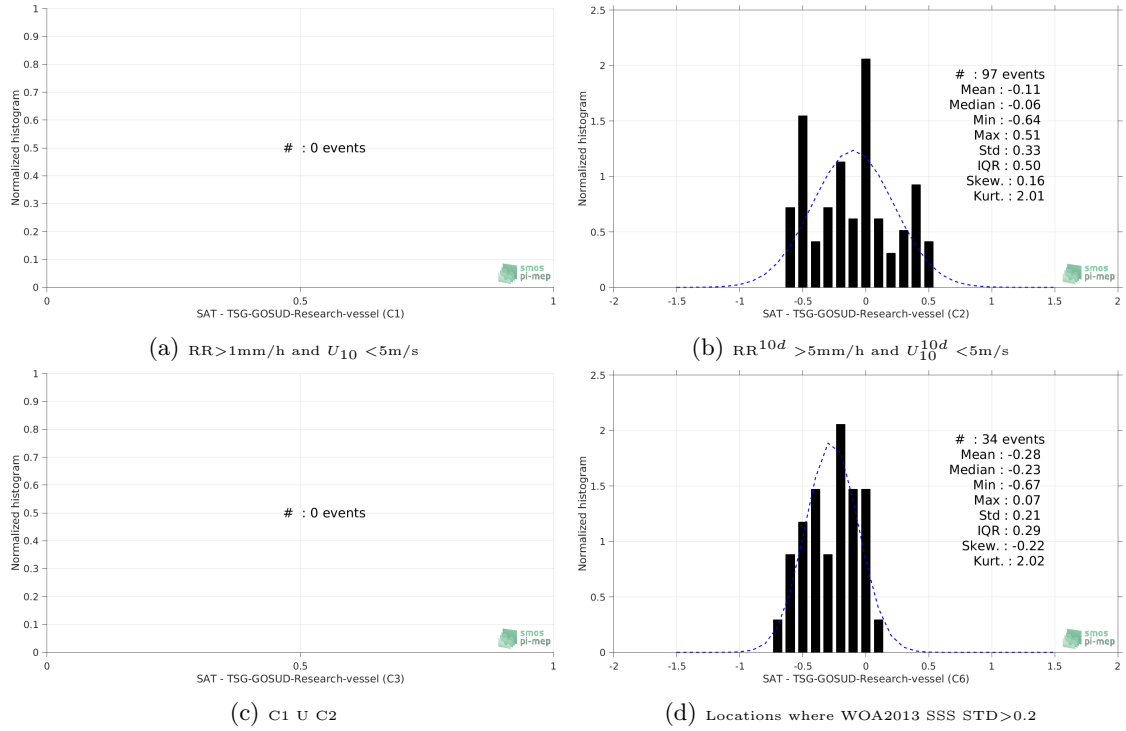 1
0.9
0.8
0.7
0.6
0.5
0.4
0.3
0.2
0.1
0
0
0.5
1
Normalized histogram
# : 0 events
smos
pi-mep
SAT - TSG-GOSUD-Research-vessel (C1)
(a) RR>1mm/h and U10 <5m/s
2.5
2
1.5
1
0.5
0
-2
-1
-0.5
0
0.5
1
1.5
2
Normalized histogram
# : 97 events
Mean : -0.11
Median : -0.06
Min : -0.64
Max : 0.51
Std : 0.33
IQR : 0.50
Skew. : 0.16
Kurt. : 2.01
smos
pi-mep
SAT - TSG-GOSUD-Research-vessel (C2)
(b) RR^10d >5mm/h and U10^10d <5m/s
1
0.9
0.8
0.7
0.6
0.5
0.4
0.3
0.2
0.1
0
0
0.5
1
Normalized histogram
# : 0 events
smos
pi-mep
SAT - TSG-GOSUD-Research-vessel (C3)
(c) C1 U C2
2.5
2
1.5
1
0.5
0
-2
-1
-0.5
0
0.5
1
1.5
2
Normalized histogram
# : 34 events
Mean : -0.28
Median : -0.23
Min : -0.67
Max : 0.07
Std : 0.21
IQR : 0.29
Skew. : -0.22
Kurt. : 2.02
smos
pi-mep
SAT - TSG-GOSUD-Research-vessel (C6)
(d) Locations where WOA2013 SSS STD>0.2